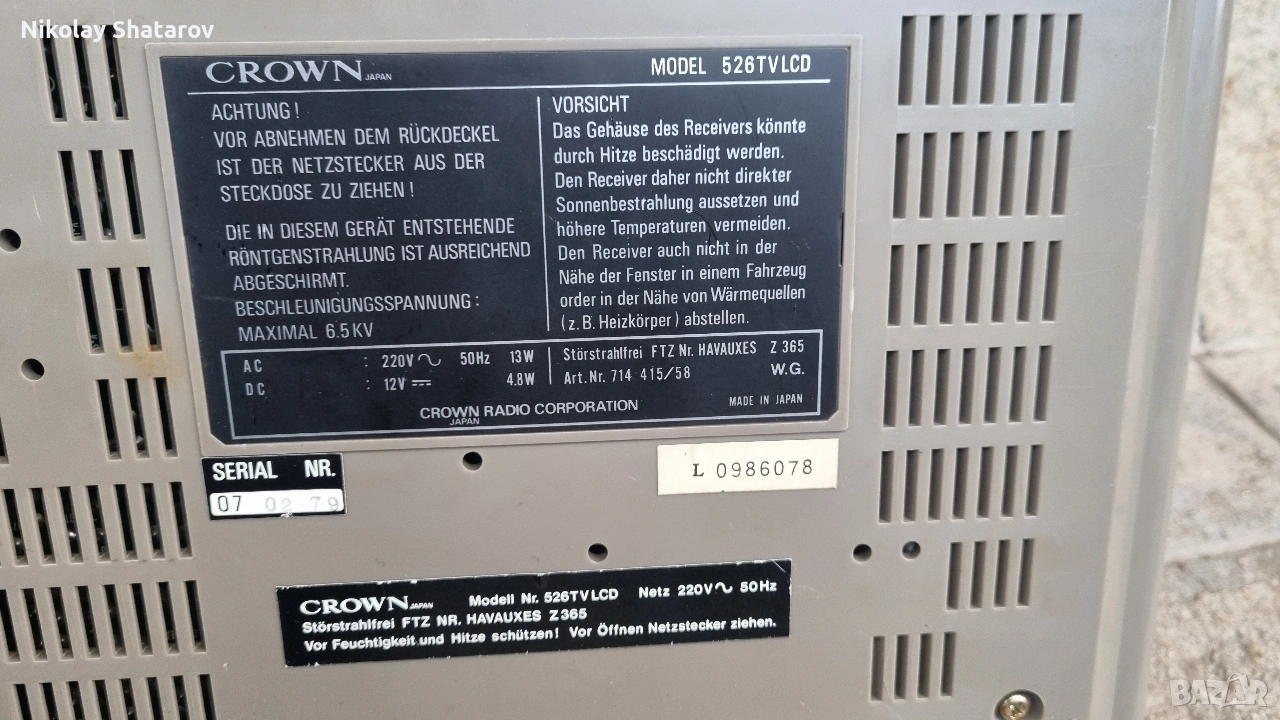 Nikolay Shatarov
CROWN JAPAN
MODEL 526TVLCD
ACHTUNG!
VOR ABNEHMEN DEM RÜCKDECKEL
IST DER NETZSTECKER AUS DER
STECKDOSE ZU ZIEHEN!
DIE IN DIESEM GERÄT ENTSTEHENDE
RÖNTGENSTRAHLUNG IST AUSREICHEND
ABGESCHIRMT.
BESCHLEUNIGUNGSSPANNUNG:
MAXIMAL 6.5KV
VORSICHT
Das Gehäuse des Receivers könnte
durch Hitze beschädigt werden.
Den Receiver daher nicht direkter
Sonnenbestrahlung aussetzen und
höhere Temperaturen vermeiden.
Den Receiver auch nicht in der
Nähe der Fenster in einem Fahrzeug
order in der Nähe von Wärmequellen
(z.B. Heizkörper) abstellen.
AC : 220V~ 50Hz 13W
DC : 12V⎓ 4.8W
Störstrahlfrei FTZ Nr. HAVAUXES Z 365
Art.Nr. 714 415/58 W.G.
CROWN RADIO CORPORATION
JAPAN
MADE IN JAPAN
SERIAL NR.
07 02 79
L 0986078
CROWN JAPAN Modell Nr. 526TVLCD Netz 220V~ 50Hz
Störstrahlfrei FTZ NR. HAVAUXES Z365
Vor Feuchtigkeit und Hitze schützen! Vor Öffnen Netzstecker ziehen.
BAZAR